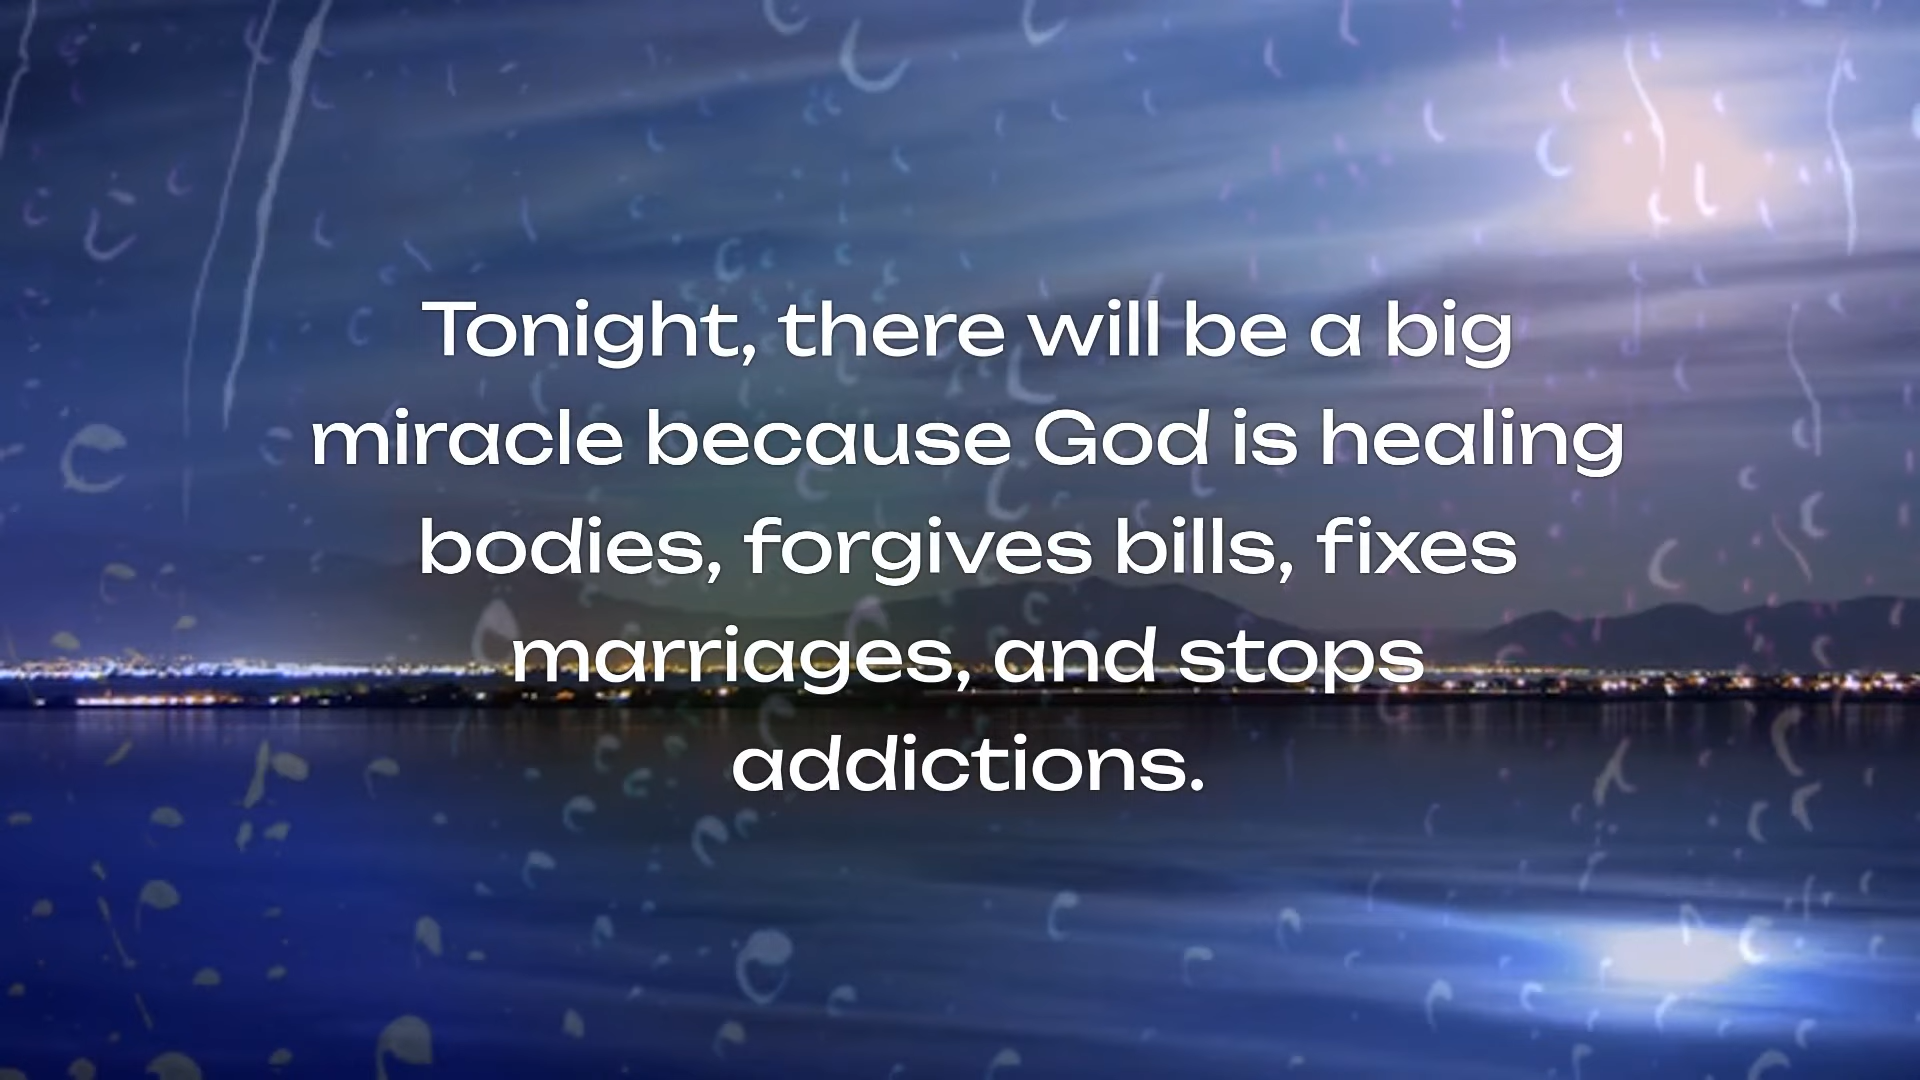 Tonight, there will be a big
miracle because God is healing
bodies, forgives bills, fixes
marriages, and stops
addictions.